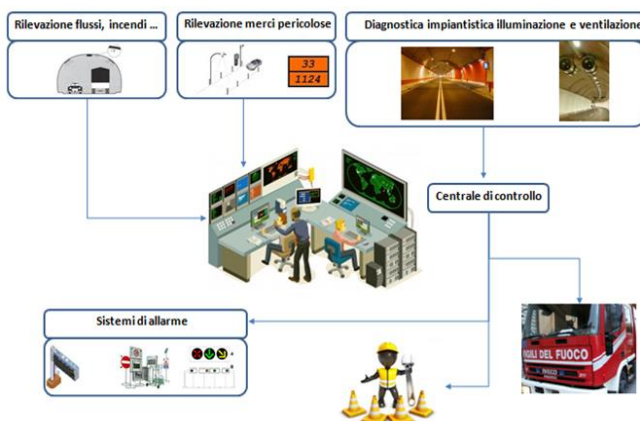 Rilevazione flussi, incendi ...
Rilevazione merci pericolose
Diagnostica impiantistica illuminazione e ventilazione
33
1124
Centrale di controllo
Sistemi di allarme
VIGILI DEL FUOCO
IVECO